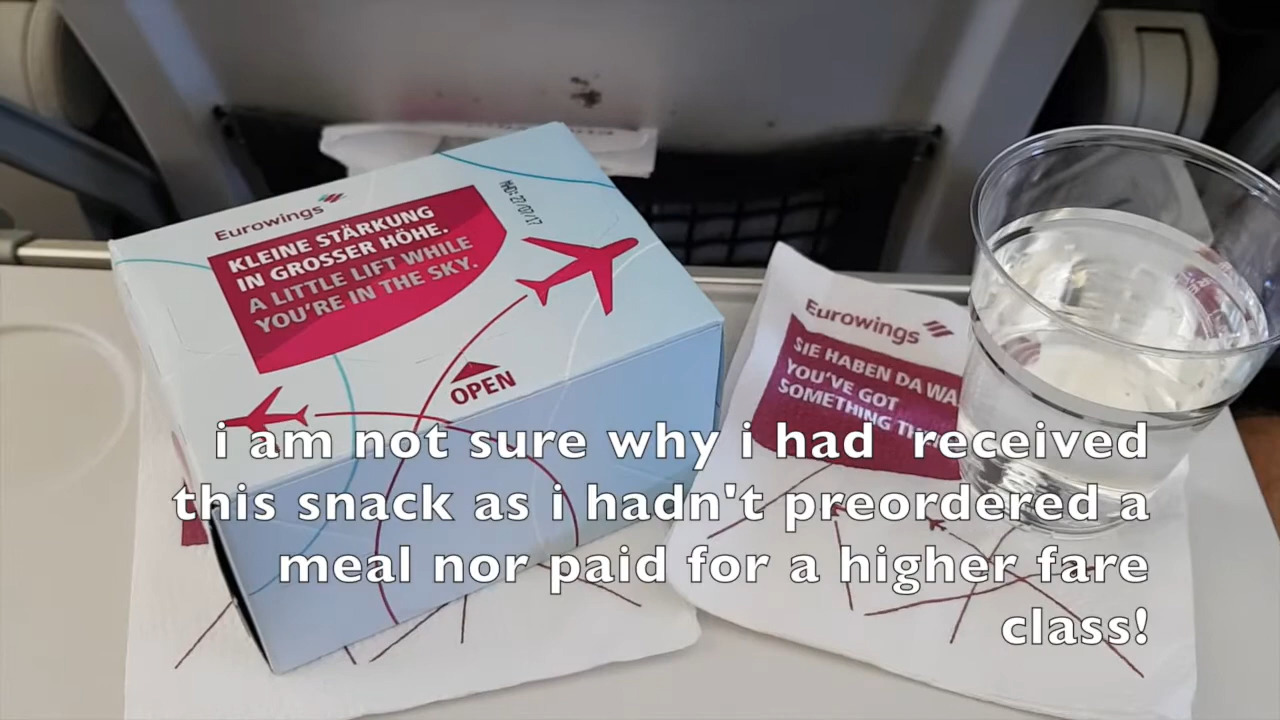 Eurowings
KLEINE STÄRKUNG
IN GROSSER HÖHE.
A LITTLE LIFT WHILE
YOU'RE IN THE SKY.
OPEN
Eurowings
SIE HABEN DA
YOU'VE GOT
SOMETHING
i am not sure why i had received
this snack as i hadn't preordered a
meal nor paid for a higher fare
class!